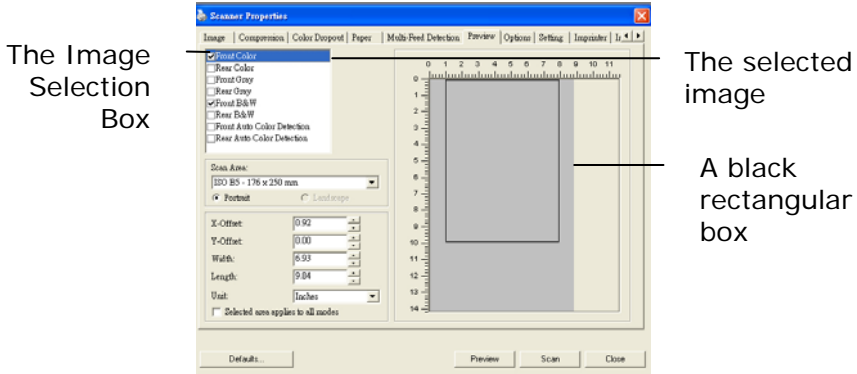 Scanner Properties
Image Compression Color Dropout Paper Multi-Feed Detection Preview Options Setting Imprinter
The Image
Selection
Box
Front Color
Rear Color
Front Gray
Rear Gray
Front B&W
Rear B&W
Front Auto Color Detection
Rear Auto Color Detection
The selected
image
A black
rectangular
box
0 1 2 3 4 5 6 7 8 9 10 11
0
1
2
3
4
5
6
7
8
9
10
11
12
13
14
Scan Area:
ISO B5 - 176 x 250 mm
Portrait Landscape
X-Offset: 0.92
Y-Offset: 0.00
Width: 6.93
Length: 9.84
Unit: Inches
Selected area applies to all modes
Defaults... Preview Scan Close